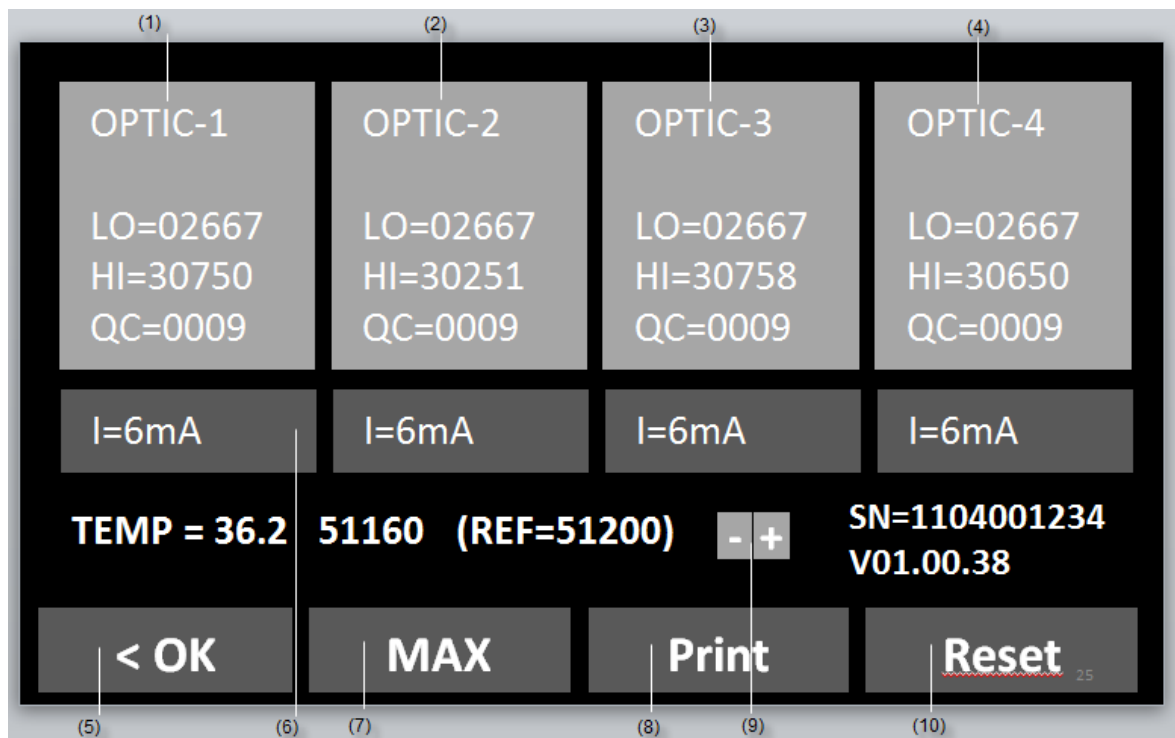 (1) (2) (3) (4)
OPTIC-1
LO=02667
HI=30750
QC=0009
OPTIC-2
LO=02667
HI=30251
QC=0009
OPTIC-3
LO=02667
HI=30758
QC=0009
OPTIC-4
LO=02667
HI=30650
QC=0009
I=6mA I=6mA I=6mA I=6mA
TEMP = 36.2 51160 (REF=51200) - +
SN=1104001234
V01.00.38
< OK MAX Print Reset
25
(5) (6) (7) (8) (9) (10)